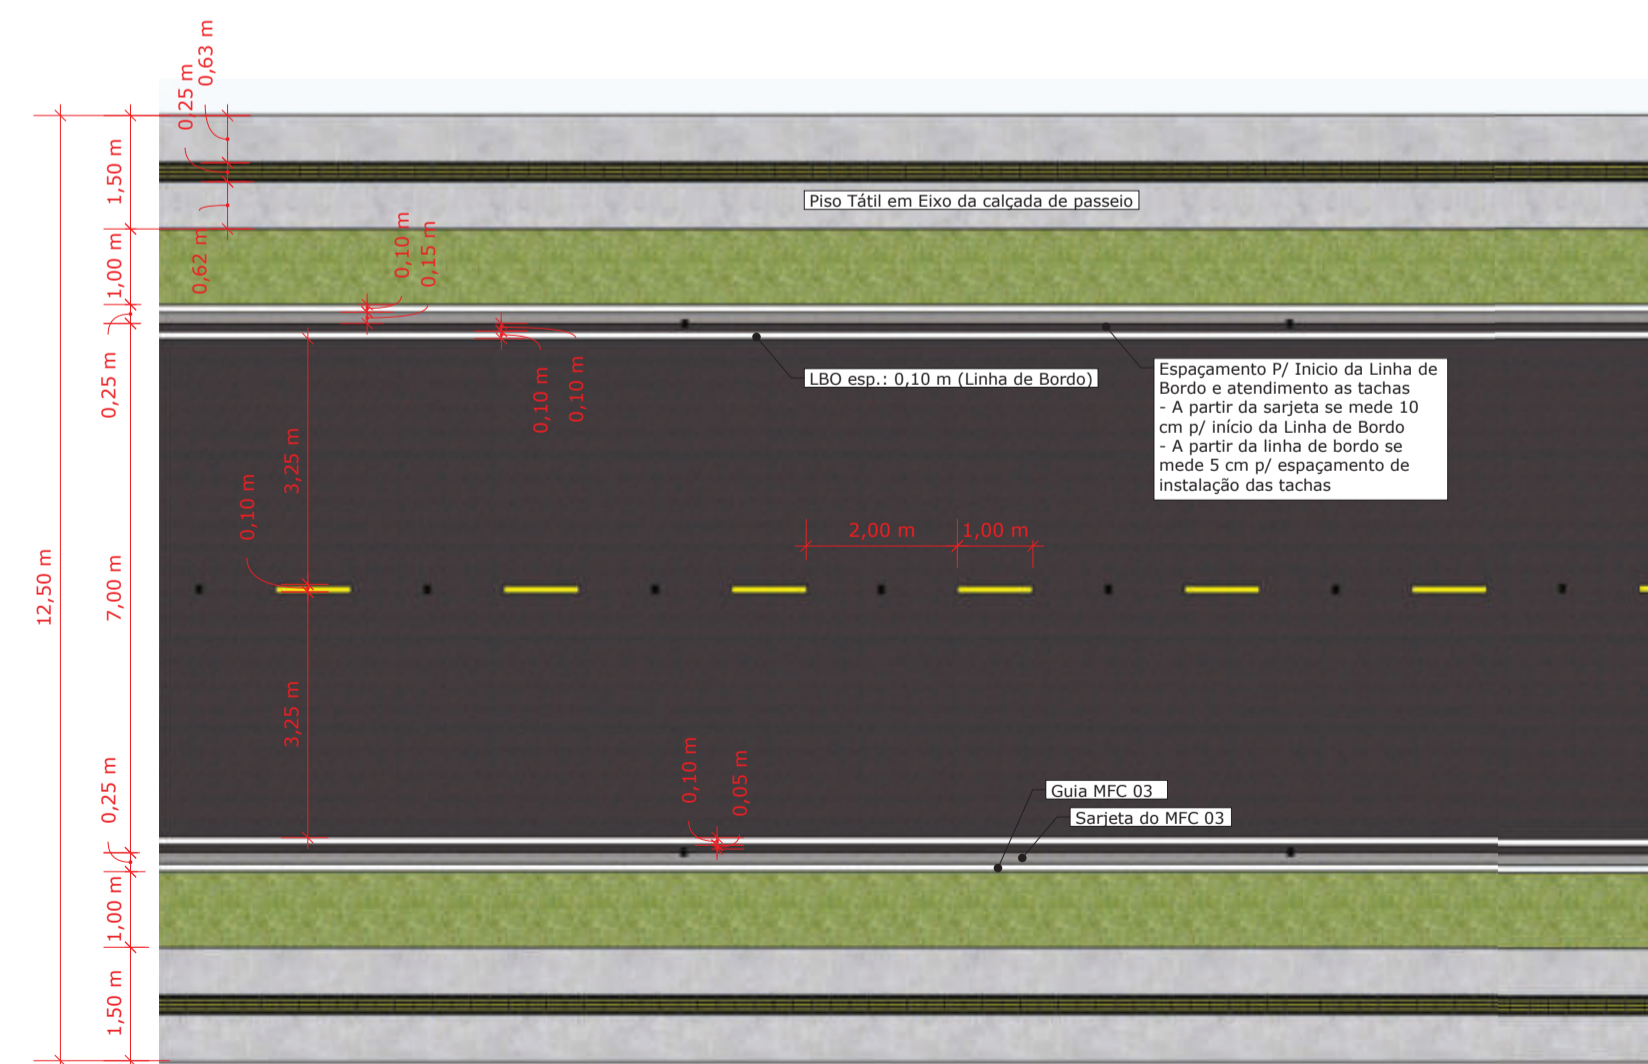 0,63 m
0,25 m
1,50 m
Piso Tátil em Eixo da calçada de passeio
0,62 m
1,00 m
0,10 m
0,15 m
0,25 m
0,10 m
0,10 m
LBO esp.: 0,10 m (Linha de Bordo)
Espaçamento P/ Inicio da Linha de
Bordo e atendimento as tachas
- A partir da sarjeta se mede 10
cm p/ início da Linha de Bordo
- A partir da linha de bordo se
mede 5 cm p/ espaçamento de
instalação das tachas
3,25 m
0,10 m
2,00 m
1,00 m
12,50 m
7,00 m
3,25 m
0,10 m
0,05 m
0,25 m
Guia MFC 03
Sarjeta do MFC 03
1,00 m
1,50 m